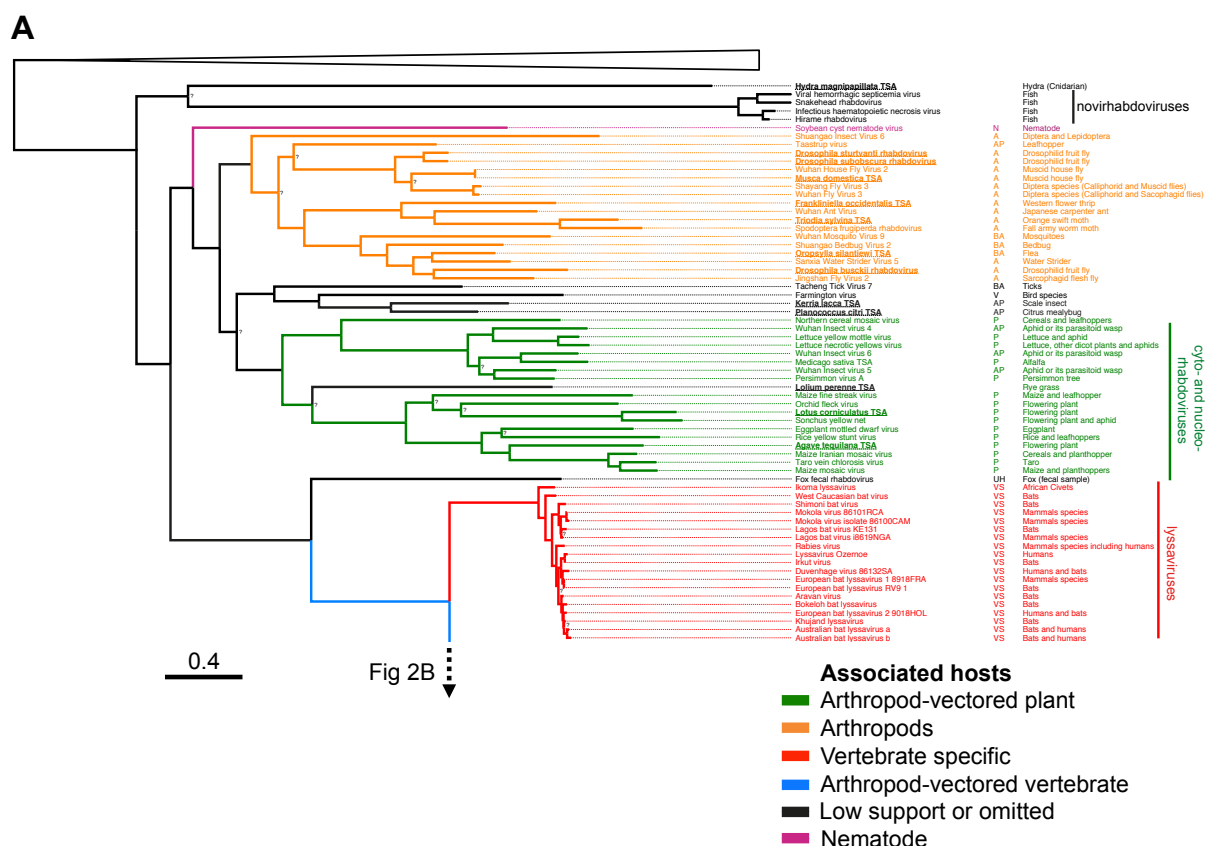 A
Hydra magnipapillata TSA Hydra (Cnidarian)
Viral hemorrhagic septicemia virus Fish
Snakehead rhabdovirus Fish
Infectious haematopoietic necrosis virus Fish
Hirame rhabdovirus Fish
novirhabdoviruses
Soybean cyst nematode virus N Nematode
Shuangao Insect Virus 6 A Diptera and Lepidoptera
Taastrup virus AP Leafhopper
Drosophila sturtvanti rhabdovirus A Drosophilid fruit fly
Drosophila subobscura rhabdovirus A Drosophilid fruit fly
Wuhan House Fly Virus 2 A Muscid house fly
Musca domestica TSA A Muscid house fly
Shayang Fly Virus 3 A Diptera species (Calliphorid and Muscid flies)
Wuhan Fly Virus 3 A Diptera species (Calliphorid and Sacophagid flies)
Frankliniella occidentalis TSA A Western flower thrip
Wuhan Ant Virus A Japanese carpenter ant
Triodia sylvina TSA A Orange swift moth
Spodoptera frugiperda rhabdovirus A Fall army worm moth
Wuhan Mosquito Virus 9 BA Mosquitoes
Shuangao Bedbug Virus 2 BA Bedbug
Oropsylla silantiewi TSA BA Flea
Sanxia Water Strider Virus 5 A Water Strider
Drosophila busckii rhabdovirus A Drosophilid fruit fly
Jingshan Fly Virus 2 A Sarcophagid flesh fly
Tacheng Tick Virus 7 BA Ticks
Farmington virus V Bird species
Kerria lacca TSA AP Scale insect
Planococcus citri TSA AP Citrus mealybug
Northern cereal mosaic virus P Cereals and leafhoppers
Wuhan Insect virus 4 AP Aphid or its parasitoid wasp
Lettuce yellow mottle virus P Lettuce and aphid
Lettuce necrotic yellows virus P Lettuce, other dicot plants and aphids
Wuhan Insect virus 6 AP Aphid or its parasitoid wasp
Medicago sativa TSA P Alfalfa
Wuhan Insect virus 5 AP Aphid or its parasitoid wasp
Persimmon virus A P Persimmon tree
Lolium perenne TSA Rye grass
Maize fine streak virus P Maize and leafhopper
Orchid fleck virus P Flowering plant
Lotus corniculatus TSA P Flowering plant
Sonchus yellow net P Flowering plant and aphid
Eggplant mottled dwarf virus P Eggplant
Rice yellow stunt virus P Rice and leafhoppers
Agave tequilana TSA P Flowering plant
Maize Iranian mosaic virus P Cereals and planthopper
Taro vein chlorosis virus P Taro
Maize mosaic virus P Maize and planthoppers
cyto- and nucleo-
rhabdoviruses
Fox fecal rhabdovirus UH Fox (fecal sample)
Ikoma lyssavirus VS African Civets
West Caucasian bat virus VS Bats
Shimoni bat virus VS Bats
Mokola virus 86101RCA VS Mammals species
Mokola virus isolate 86100CAM VS Mammals species
Lagos bat virus KE131 VS Bats
Lagos bat virus i8619NGA VS Mammals species
Rabies virus VS Mammals species including humans
Lyssavirus Ozernoe VS Humans
Irkut virus VS Bats
Duvenhage virus 86132SA VS Humans and bats
European bat lyssavirus 1 8918FRA VS Mammals species
European bat lyssavirus RV9 1 VS Bats
Aravan virus VS Bats
Bokeloh bat lyssavirus VS Bats
European bat lyssavirus 2 9018HOL VS Humans and bats
Khujand lyssavirus VS Bats
Australian bat lyssavirus a VS Bats and humans
Australian bat lyssavirus b VS Bats and humans
lyssaviruses
0.4
Fig 2B
Associated hosts
Arthropod-vectored plant
Arthropods
Vertebrate specific
Arthropod-vectored vertebrate
Low support or omitted
Nematode